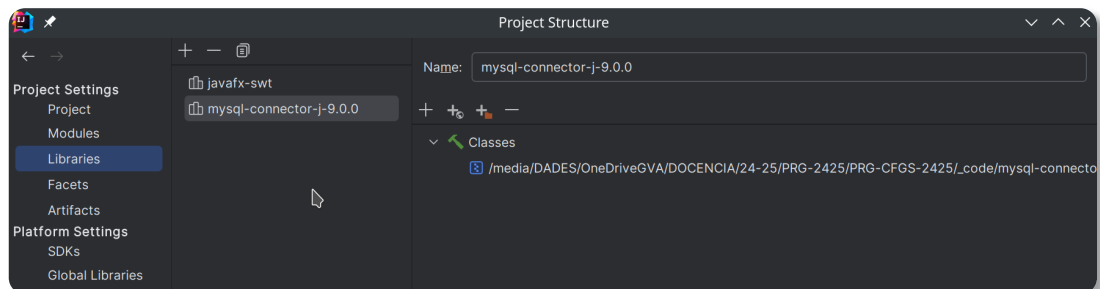 Project Structure
Project Settings
Project
Modules
Libraries
Facets
Artifacts
Platform Settings
SDKs
Global Libraries
javafx-swt
mysql-connector-j-9.0.0
Name: mysql-connector-j-9.0.0
Classes
/media/DADES/OneDriveGVA/DOCENCIA/24-25/PRG-2425/PRG-CFGS-2425/_code/mysql-connecto